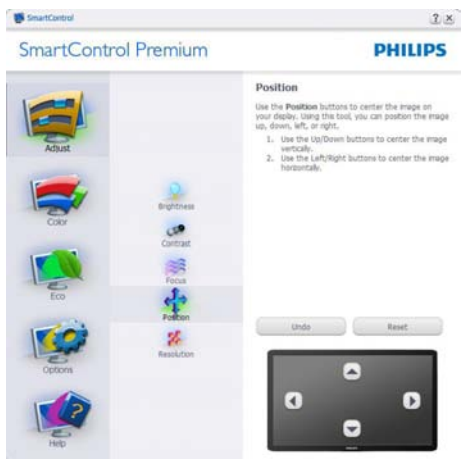 SmartControl
SmartControl Premium
PHILIPS
Adjust
Color
Eco
Options
Help
Brightness
Contrast
Focus
Position
Resolution
Position
Use the Position buttons to center the image on
your display. Using this tool, you can position the image
up, down, left, or right.
1. Use the Up/Down buttons to center the image
vertically.
2. Use the Left/Right buttons to center the image
horizontally.
Undo
Reset